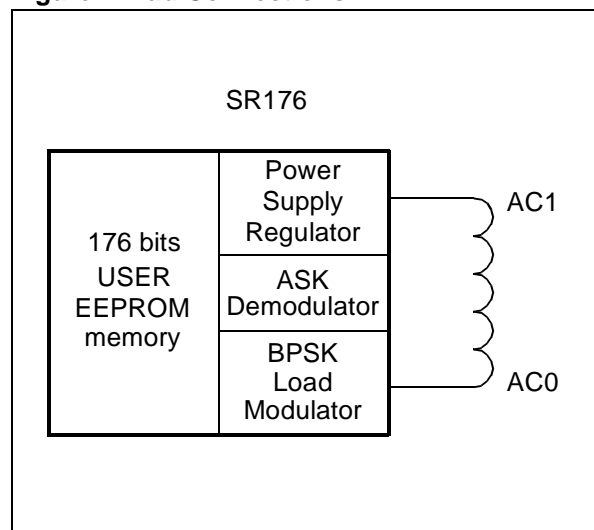 SR176
176 bits
USER
EEPROM
memory
Power
Supply
Regulator
ASK
Demodulator
BPSK
Load
Modulator
AC1
AC0